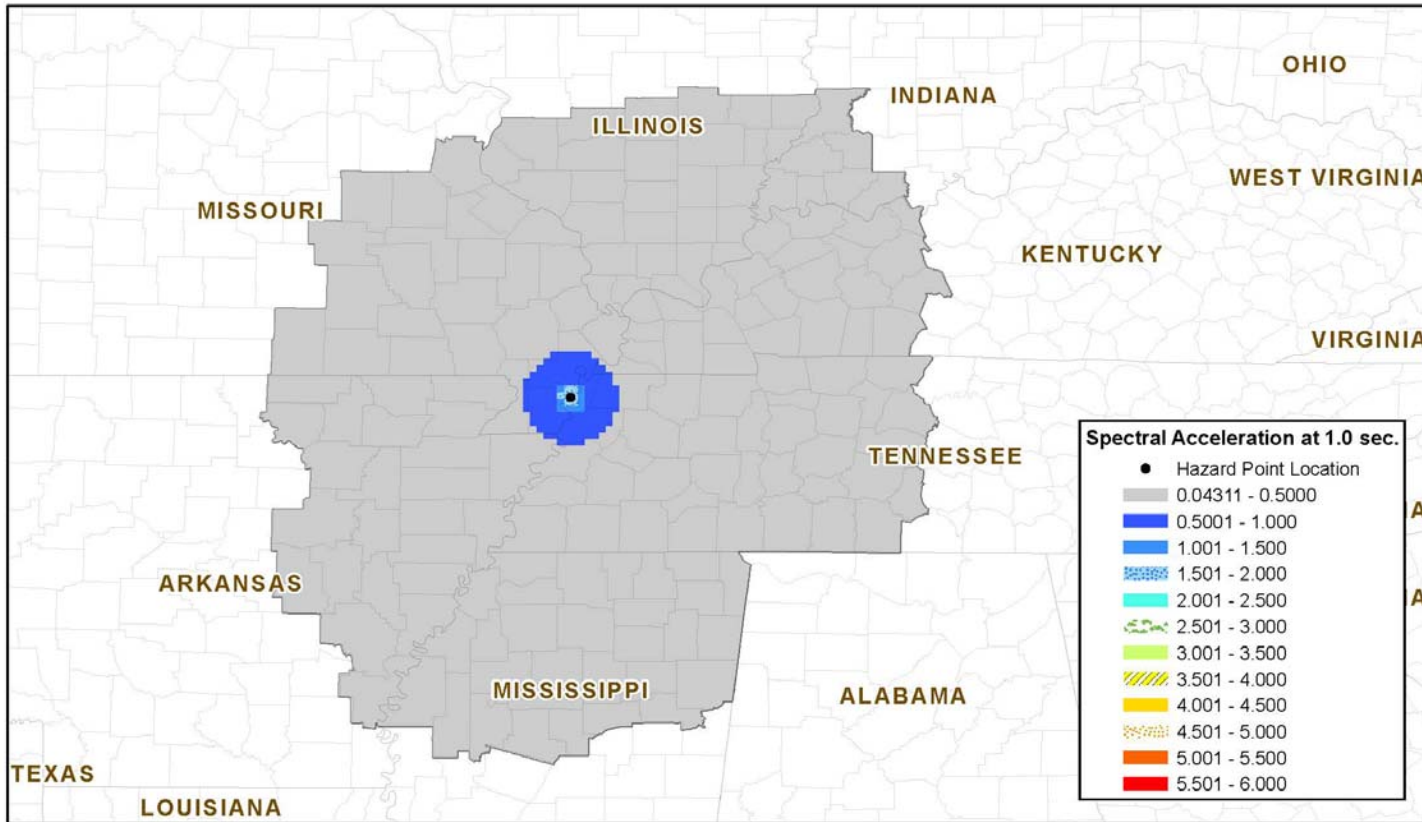 OHIO
INDIANA
ILLINOIS
WEST VIRGINIA
MISSOURI
KENTUCKY
VIRGINIA
TENNESSEE
ARKANSAS
MISSISSIPPI
ALABAMA
TEXAS
LOUISIANA
Spectral Acceleration at 1.0 sec.
Hazard Point Location
0.04311 - 0.5000
0.5001 - 1.000
1.001 - 1.500
1.501 - 2.000
2.001 - 2.500
2.501 - 3.000
3.001 - 3.500
3.501 - 4.000
4.001 - 4.500
4.501 - 5.000
5.001 - 5.500
5.501 - 6.000